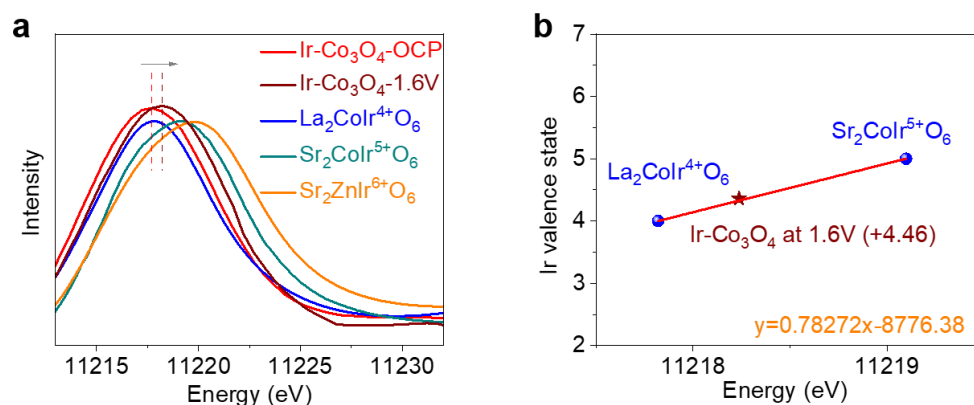 a
Ir-Co₃O₄-OCP
Ir-Co₃O₄-1.6V
La₂CoIr⁴⁺O₆
Sr₂CoIr⁵⁺O₆
Sr₂ZnIr⁶⁺O₆
Intensity
11215 11220 11225 11230
Energy (eV)
b
7
6
5
4
3
2
Ir valence state
Sr₂CoIr⁵⁺O₆
La₂CoIr⁴⁺O₆
Ir-Co₃O₄ at 1.6V (+4.46)
y=0.78272x-8776.38
11218 11219
Energy (eV)